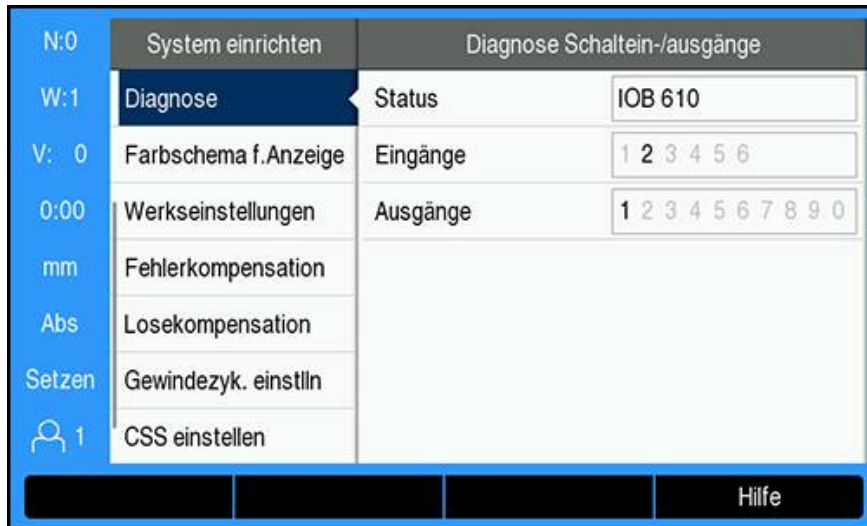 N:0
System einrichten
Diagnose Schaltein-/ausgänge
W:1
Diagnose
Status
IOB 610
V: 0
Farbschema f.Anzeige
Eingänge
1 2 3 4 5 6
0:00
Werkseinstellungen
Ausgänge
1 2 3 4 5 6 7 8 9 0
mm
Fehlerkompensation
Abs
Losekompensation
Setzen
Gewindezyk. einstlln
1
CSS einstellen
Hilfe